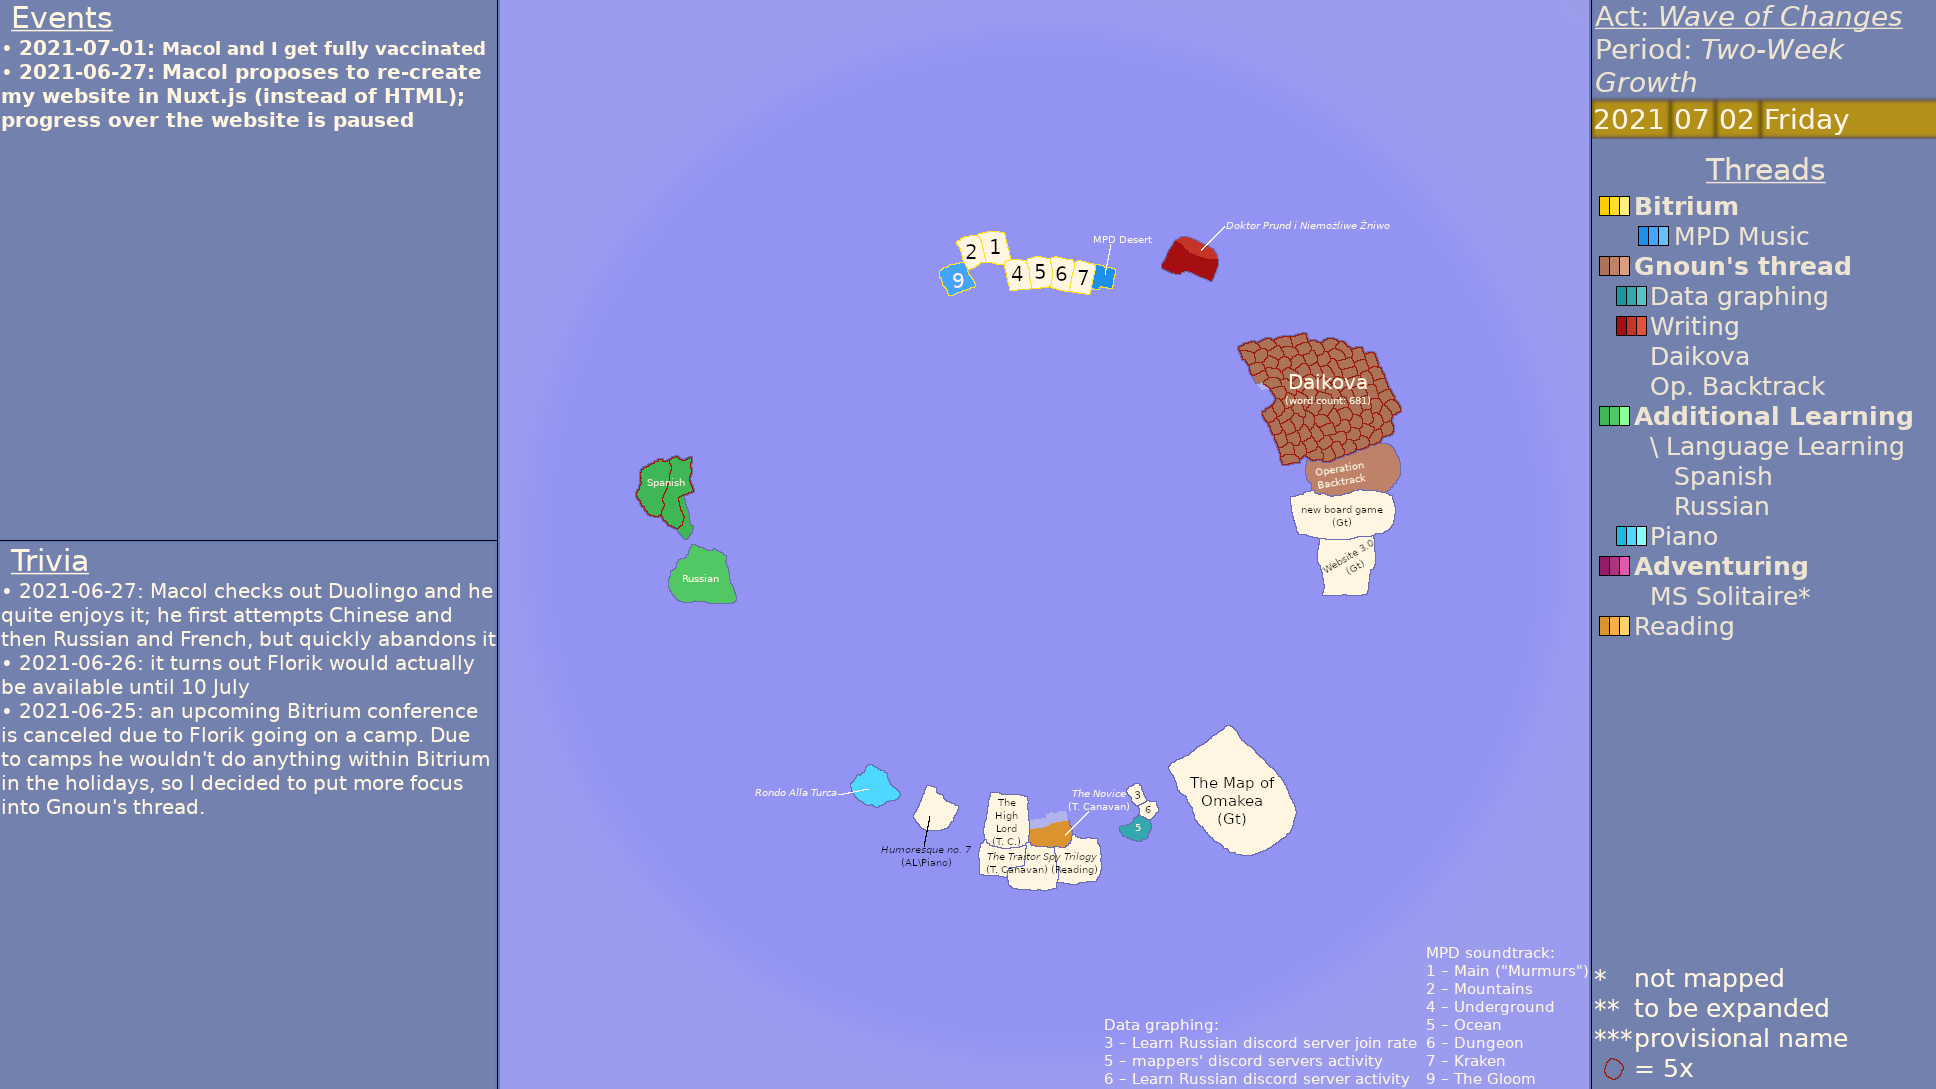 Events
• 2021-07-01: Macol and I get fully vaccinated
• 2021-06-27: Macol proposes to re-create
my website in Nuxt.js (instead of HTML);
progress over the website is paused
Trivia
• 2021-06-27: Macol checks out Duolingo and he
quite enjoys it; he first attempts Chinese and
then Russian and French, but quickly abandons it
• 2021-06-26: it turns out Florik would actually
be available until 10 July
• 2021-06-25: an upcoming Bitrium conference
is canceled due to Florik going on a camp. Due
to camps he wouldn't do anything within Bitrium
in the holidays, so I decided to put more focus
into Gnoun's thread.
2 1
9
4 5 6 7
MPD Desert
Doktor Prund i Niemożliwe Żniwo
Daikova
(word count: 681)
Operation
Backtrack
new board game
(Gt)
Website 3.0
(Gt)
Spanish
Russian
Rondo Alla Turca
Humoresque no. 7
(AL\Piano)
The
High
Lord
(T. C.)
The Novice
(T. Canavan)
The Traitor Spy Trilogy
(T. Canavan) (Reading)
3
6
5
The Map of
Omakea
(Gt)
Data graphing:
3 – Learn Russian discord server join rate
5 – mappers' discord servers activity
6 – Learn Russian discord server activity
MPD soundtrack:
1 – Main ("Murmurs")
2 – Mountains
4 – Underground
5 – Ocean
6 – Dungeon
7 – Kraken
9 – The Gloom
Act: Wave of Changes
Period: Two-Week
Growth
2021 07 02 Friday
Threads
Bitrium
MPD Music
Gnoun's thread
Data graphing
Writing
Daikova
Op. Backtrack
Additional Learning
\ Language Learning
Spanish
Russian
Piano
Adventuring
MS Solitaire*
Reading
* not mapped
** to be expanded
*** provisional name
= 5x